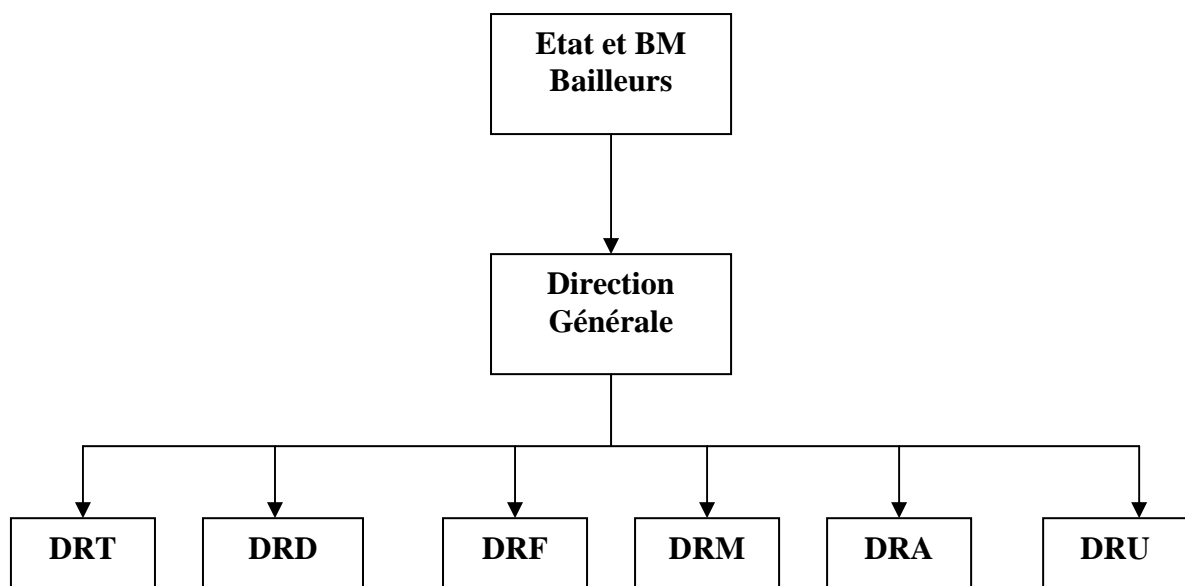 Etat et BM
Bailleurs
Direction
Générale
DRT DRD DRF DRM DRA DRU